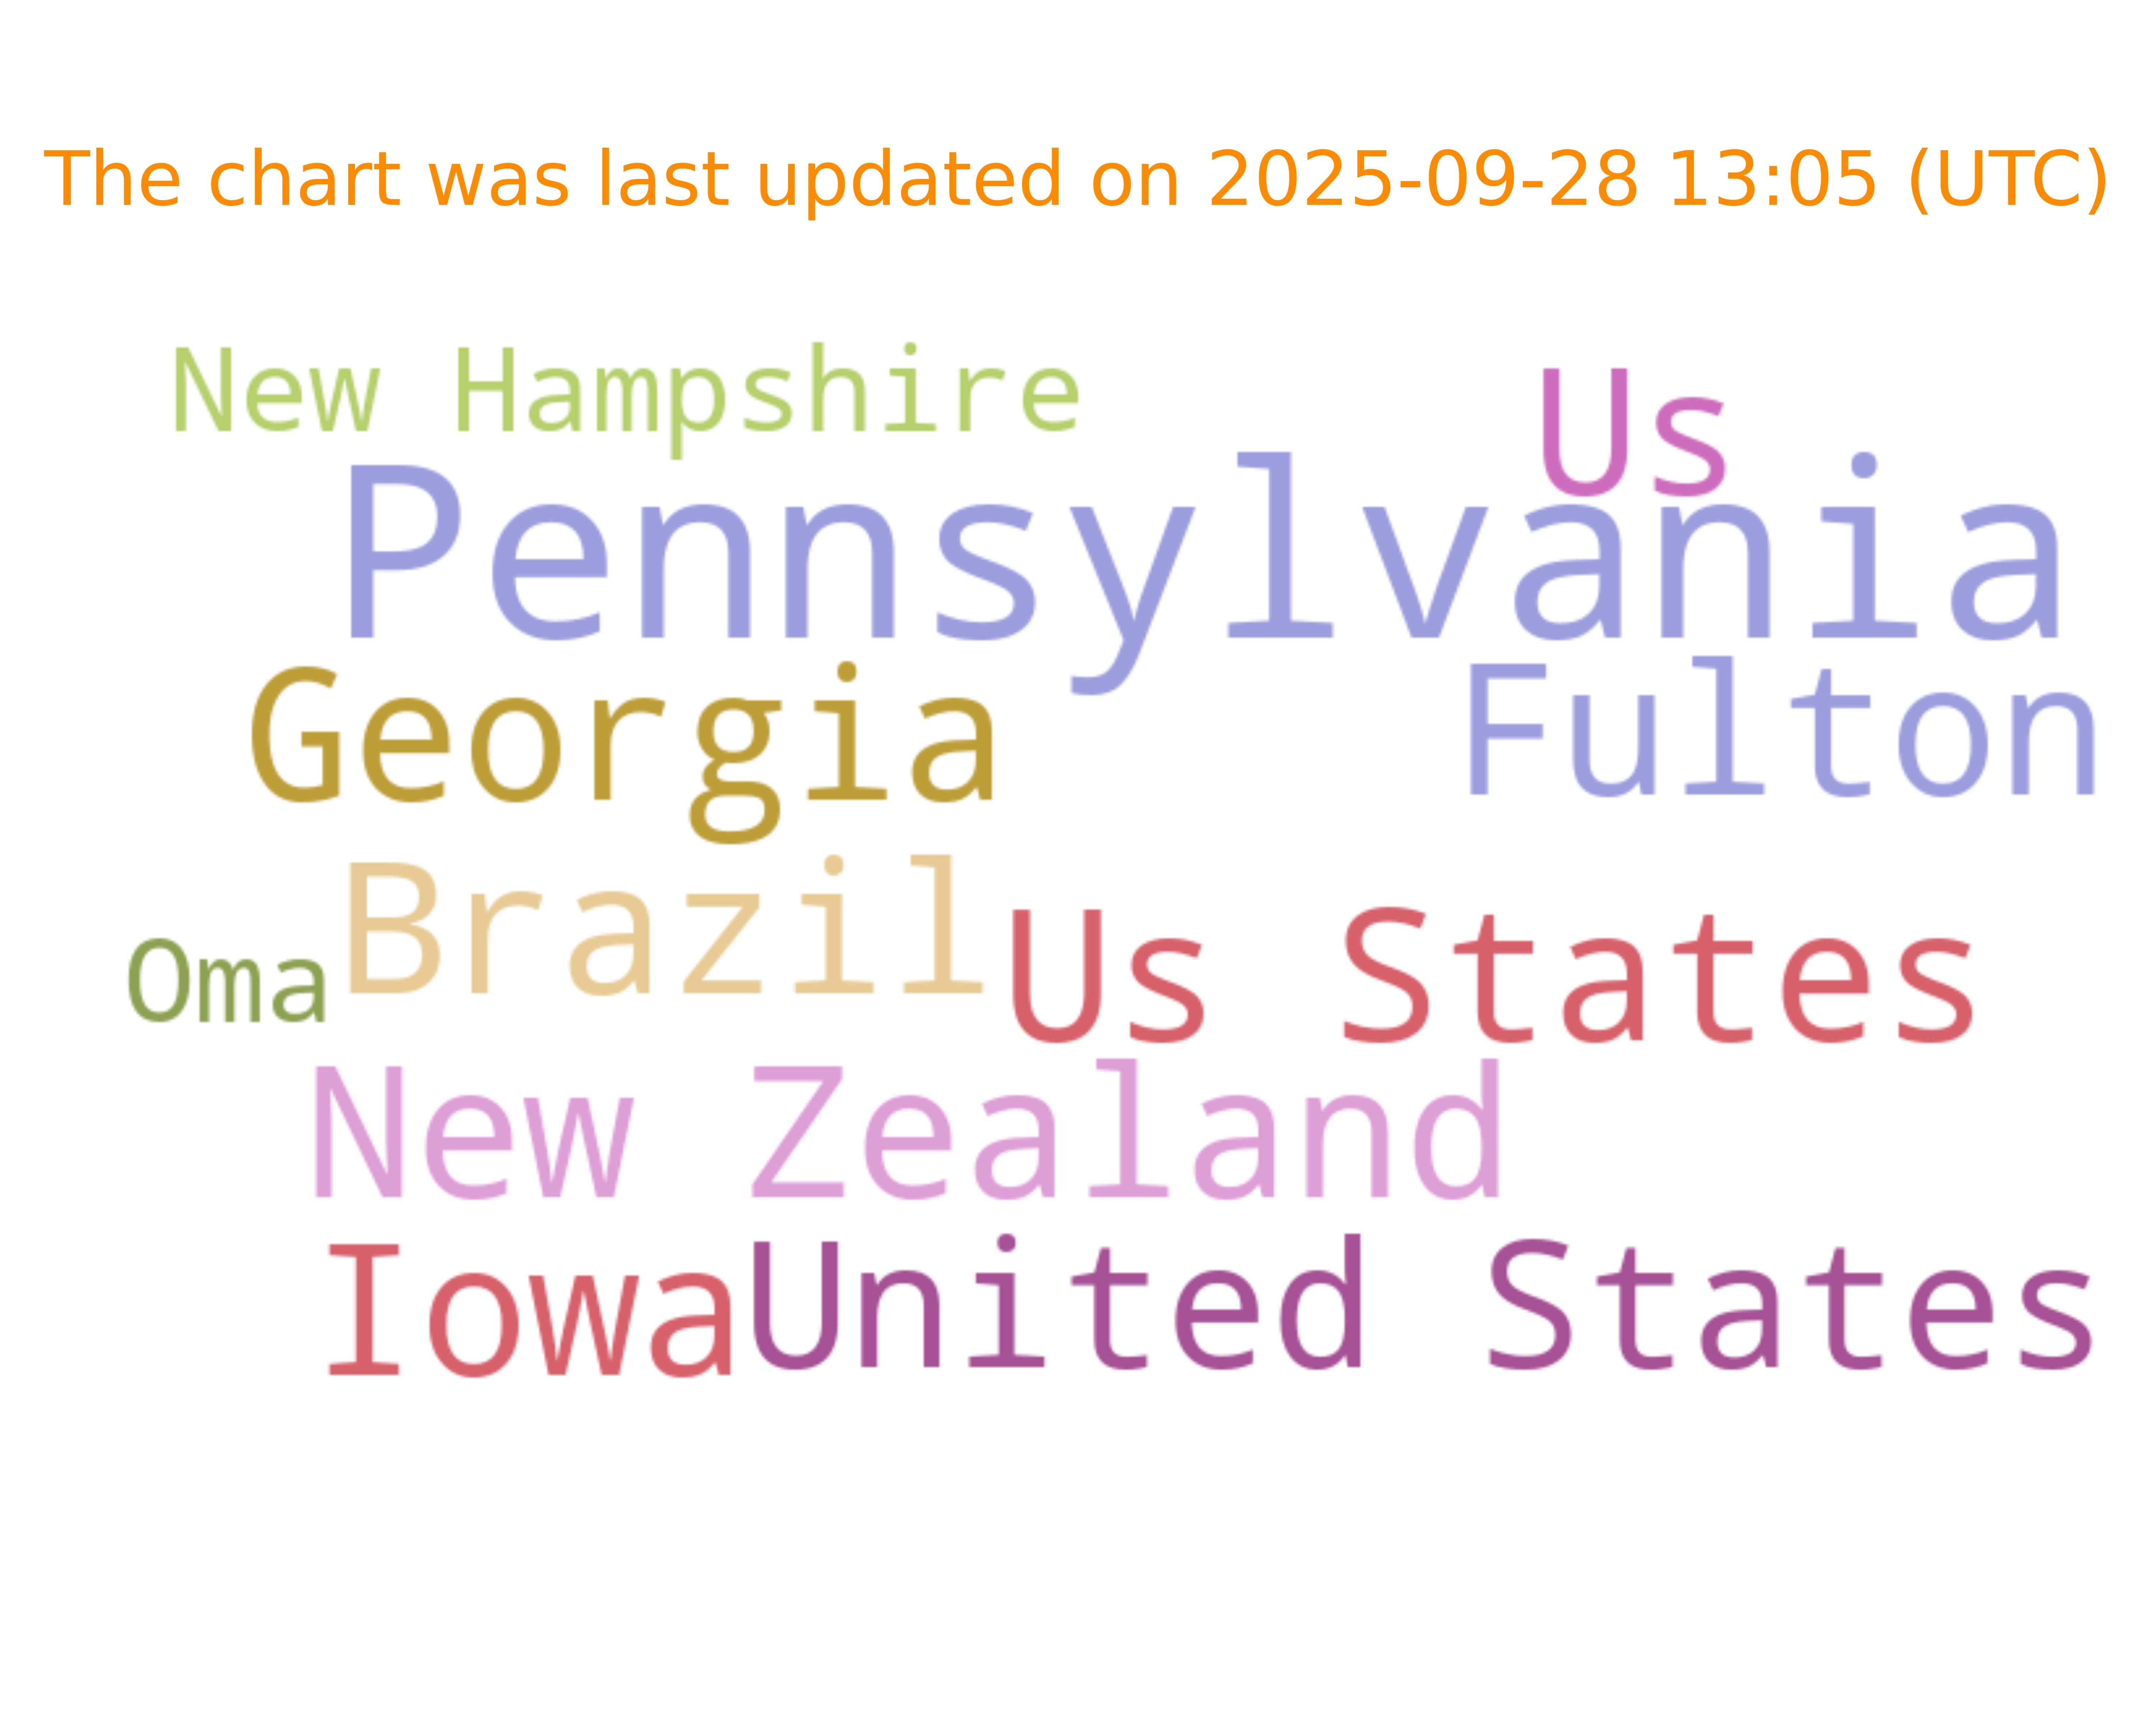 The chart was last updated on 2025-09-28 13:05 (UTC)
New Hampshire
Us
Pennsylvania
Georgia
Fulton
Brazil
Oma
Us States
New Zealand
Iowa
United States